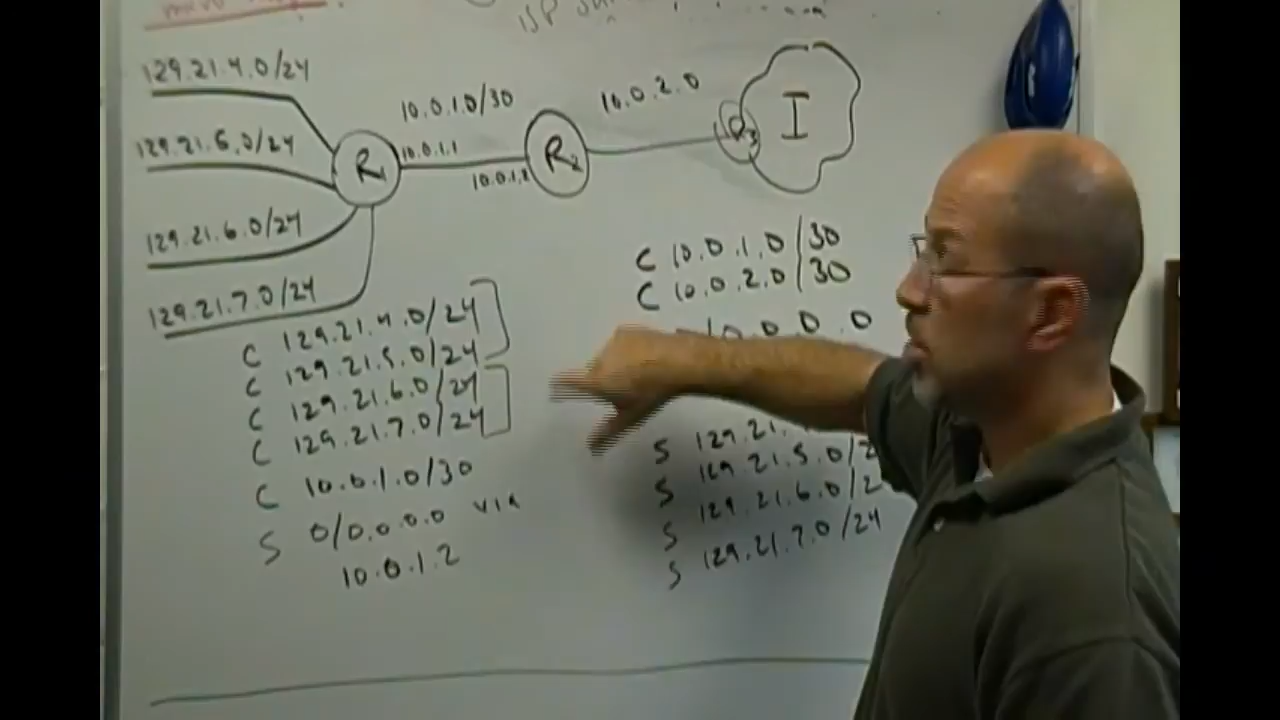 ISP
129.21.4.0/24
10.0.1.0/30
10.0.2.0
129.21.5.0/24
10.0.1.1
10.0.1.2
R1
R2
R3
I
129.21.6.0/24
129.21.7.0/24
C 129.21.4.0/24
C 129.21.5.0/24
C 129.21.6.0/24
C 129.21.7.0/24
C 10.0.1.0/30
S 0/0.0.0.0 via
10.0.1.2
C 10.0.1.0/30
C 10.0.2.0/30
10.0.0.0
S 129.21.
S 129.21.5.0/2
S 129.21.6.0/2
S 129.21.7.0/24